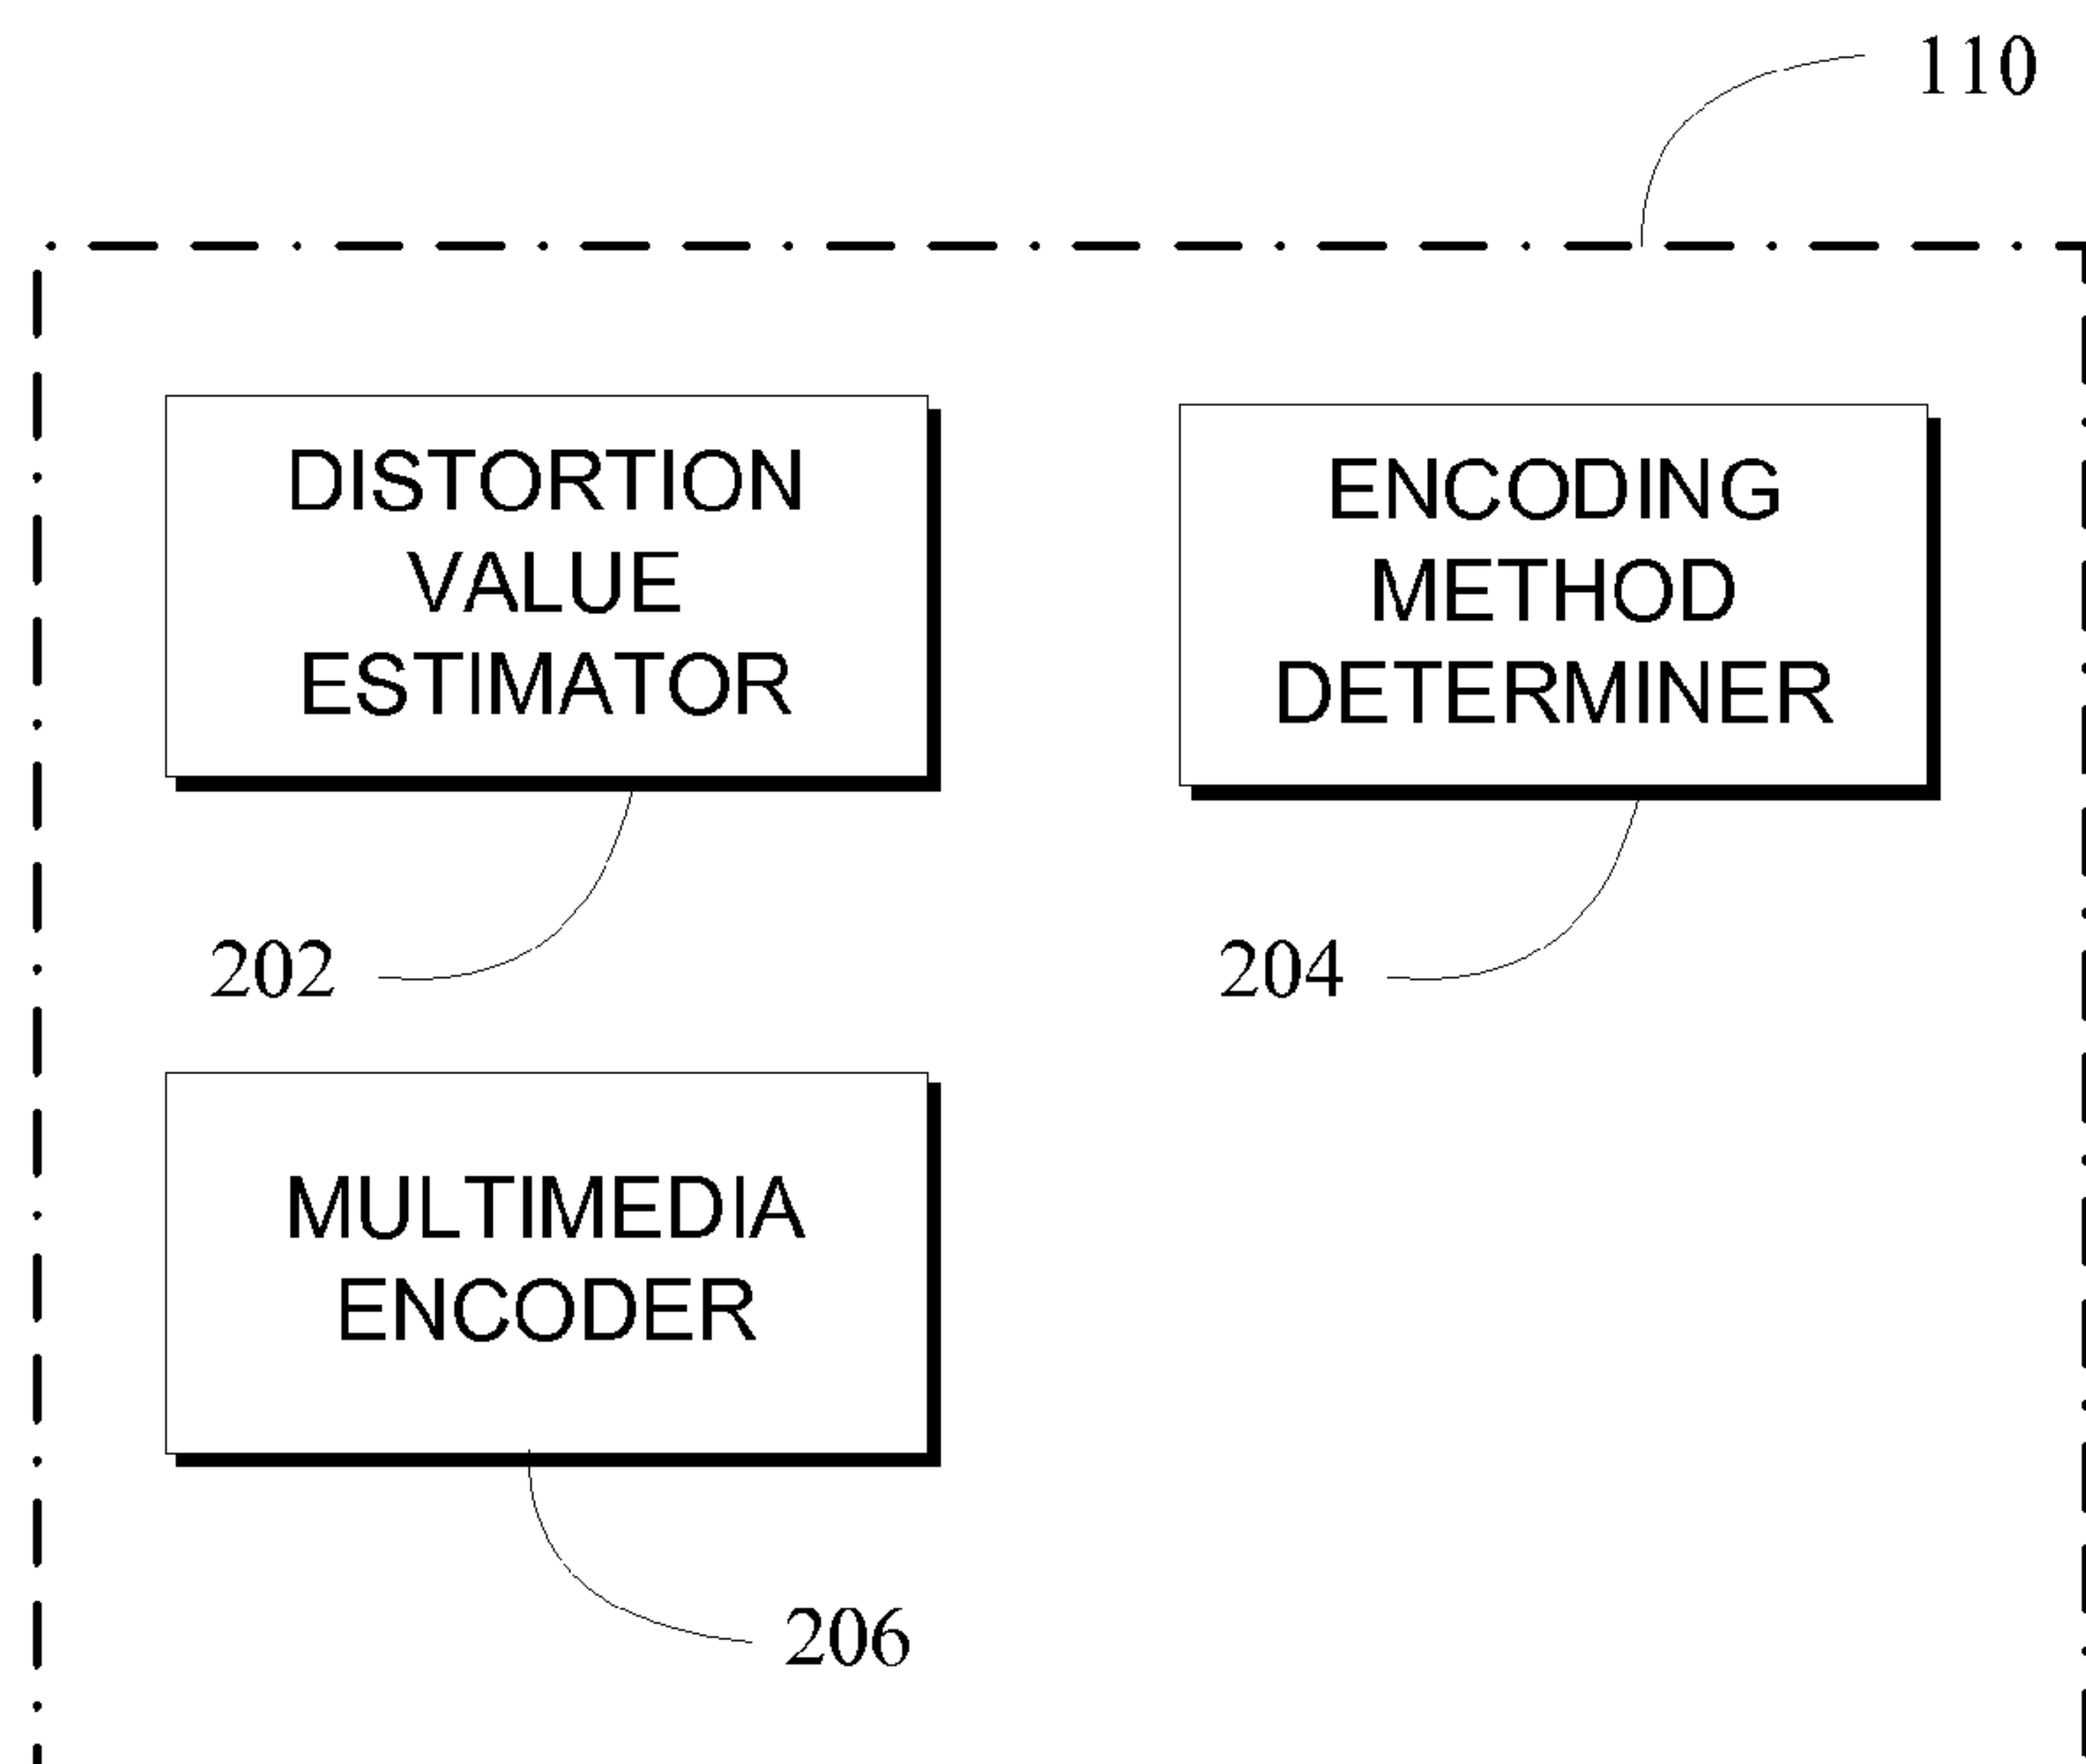 110
DISTORTION
VALUE
ESTIMATOR
202
ENCODING
METHOD
DETERMINER
204
MULTIMEDIA
ENCODER
206